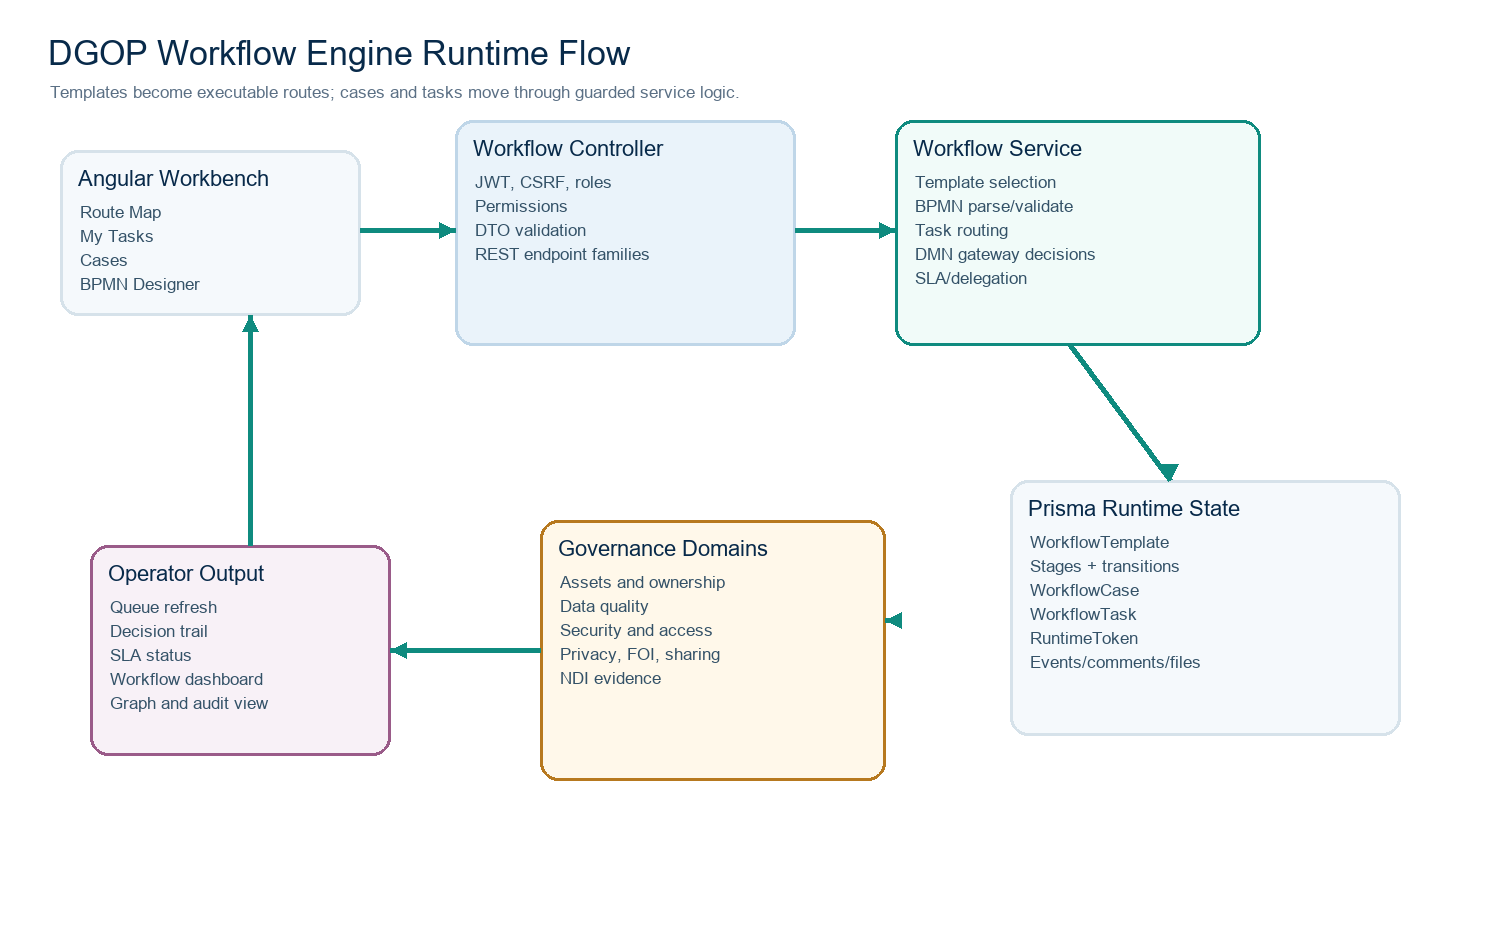 DGOP Workflow Engine Runtime Flow
Templates become executable routes; cases and tasks move through guarded service logic.
Angular Workbench
Route Map
My Tasks
Cases
BPMN Designer
Workflow Controller
JWT, CSRF, roles
Permissions
DTO validation
REST endpoint families
Workflow Service
Template selection
BPMN parse/validate
Task routing
DMN gateway decisions
SLA/delegation
Operator Output
Queue refresh
Decision trail
SLA status
Workflow dashboard
Graph and audit view
Governance Domains
Assets and ownership
Data quality
Security and access
Privacy, FOI, sharing
NDI evidence
Prisma Runtime State
WorkflowTemplate
Stages + transitions
WorkflowCase
WorkflowTask
RuntimeToken
Events/comments/files